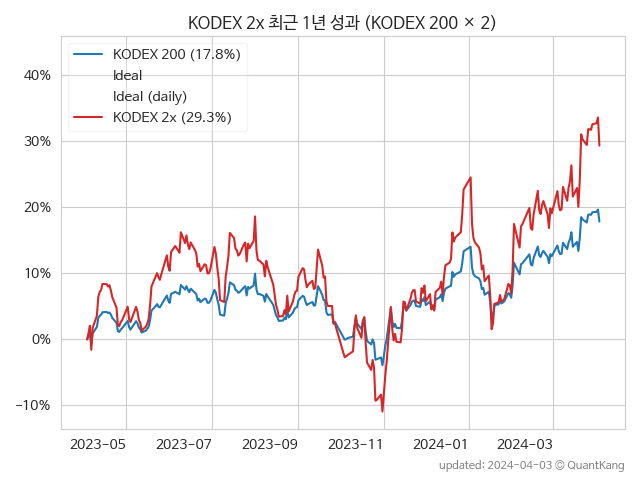 KODEX 2x 최근 1년 성과 (KODEX 200 × 2)
KODEX 200 (17.8%)
Ideal
Ideal (daily)
KODEX 2x (29.3%)
40%
30%
20%
10%
0%
−10%
2023-05 2023-07 2023-09 2023-11 2024-01 2024-03
updated: 2024-04-03 © QuantKang